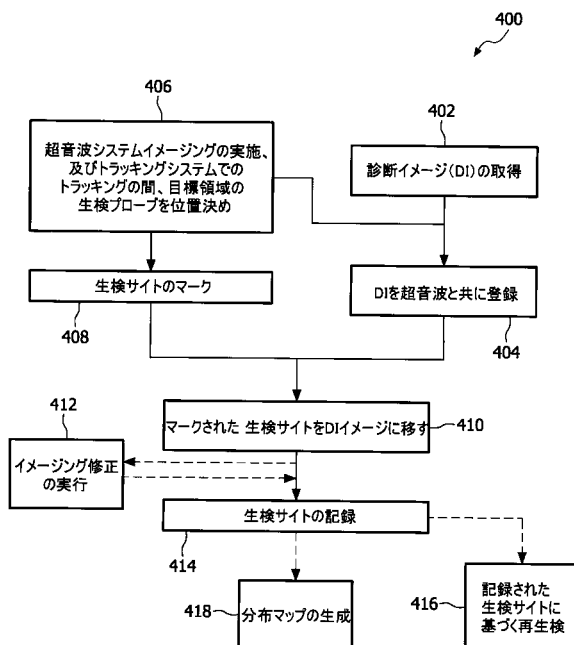 400
406
超音波システムイメージングの実施、
及びトラッキングシステムでの
トラッキングの間、目標領域の
生検プローブを位置決め
402
診断イメージ(DI)の取得
生検サイトのマーク
408
DIを超音波と共に登録
404
マークされた 生検サイトをDIイメージに移す
410
412
イメージング修正
の実行
生検サイトの記録
414
418
分布マップの生成
416
記録された
生検サイトに
基づく再生検